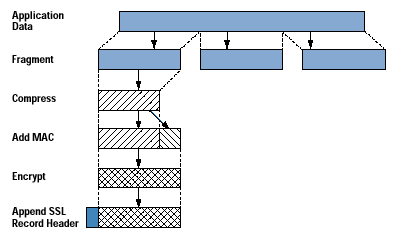 Application
Data
Fragment
Compress
Add MAC
Encrypt
Append SSL
Record Header